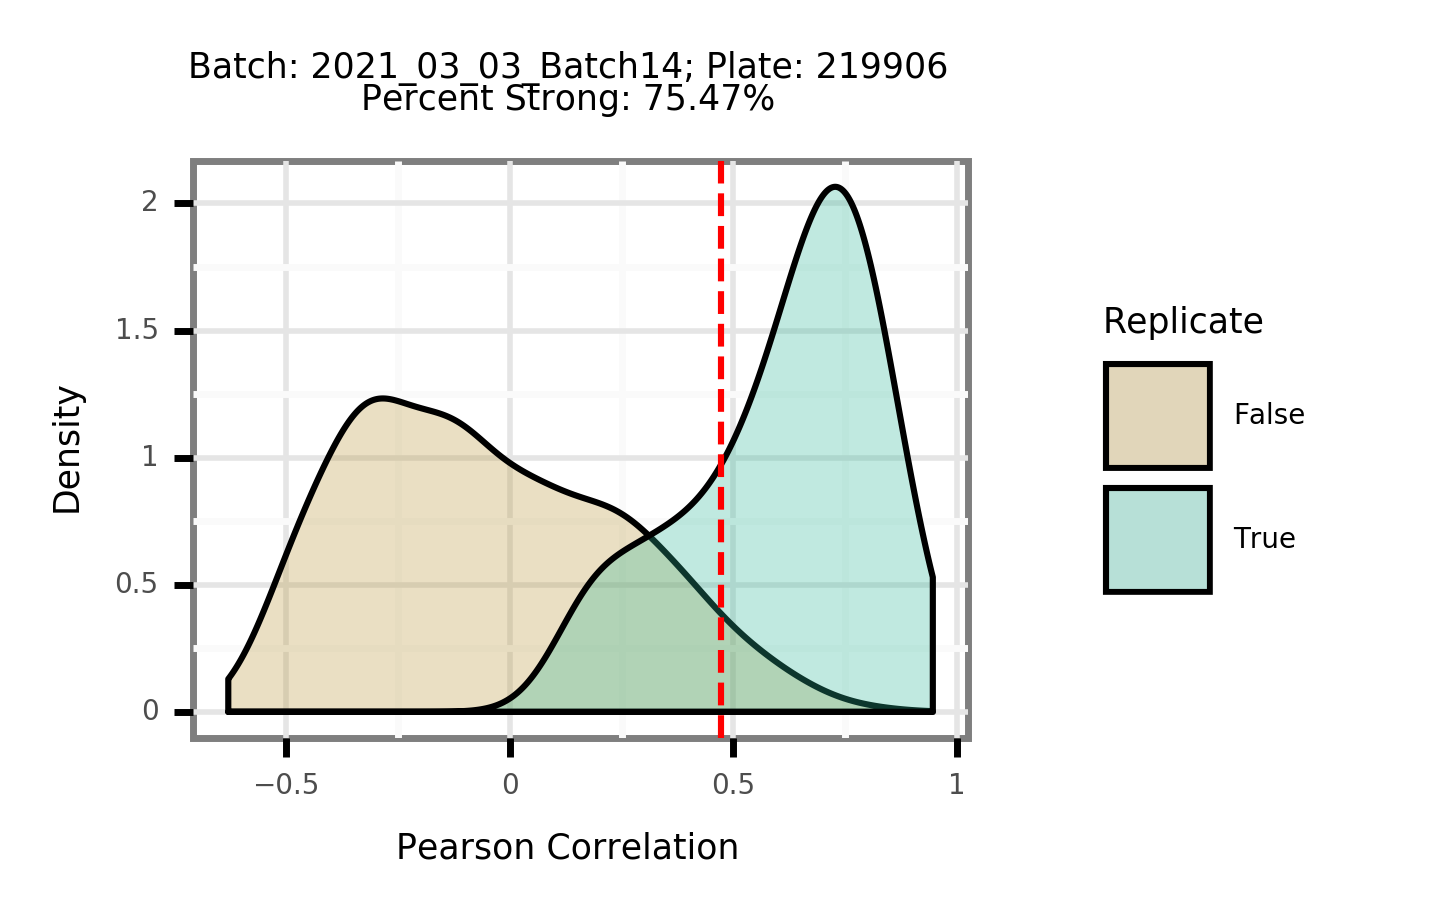 Batch: 2021_03_03_Batch14; Plate: 219906
Percent Strong: 75.47%
2
1.5
1
0.5
0
Density
−0.5
0
0.5
1
Pearson Correlation
Replicate
False
True